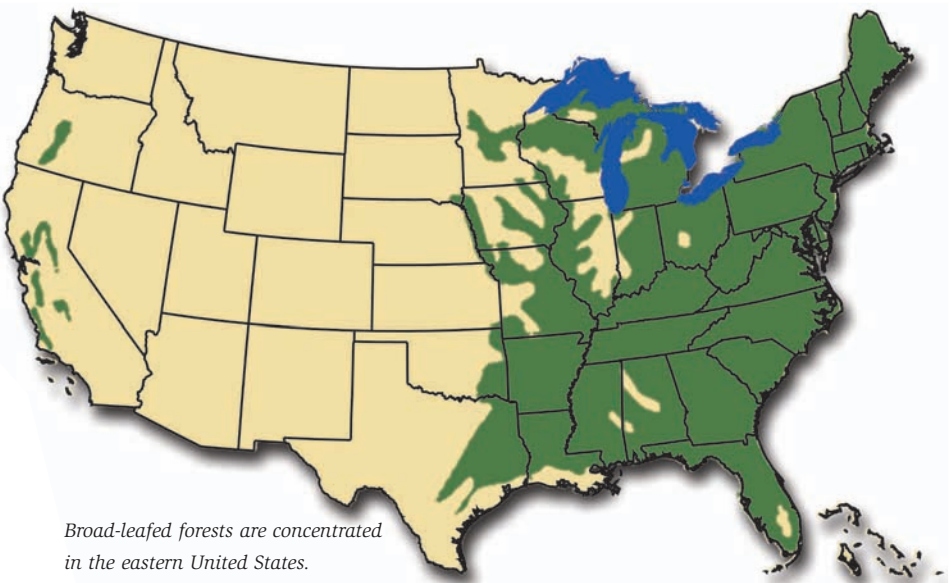 Broad-leafed forests are concentrated
in the eastern United States.